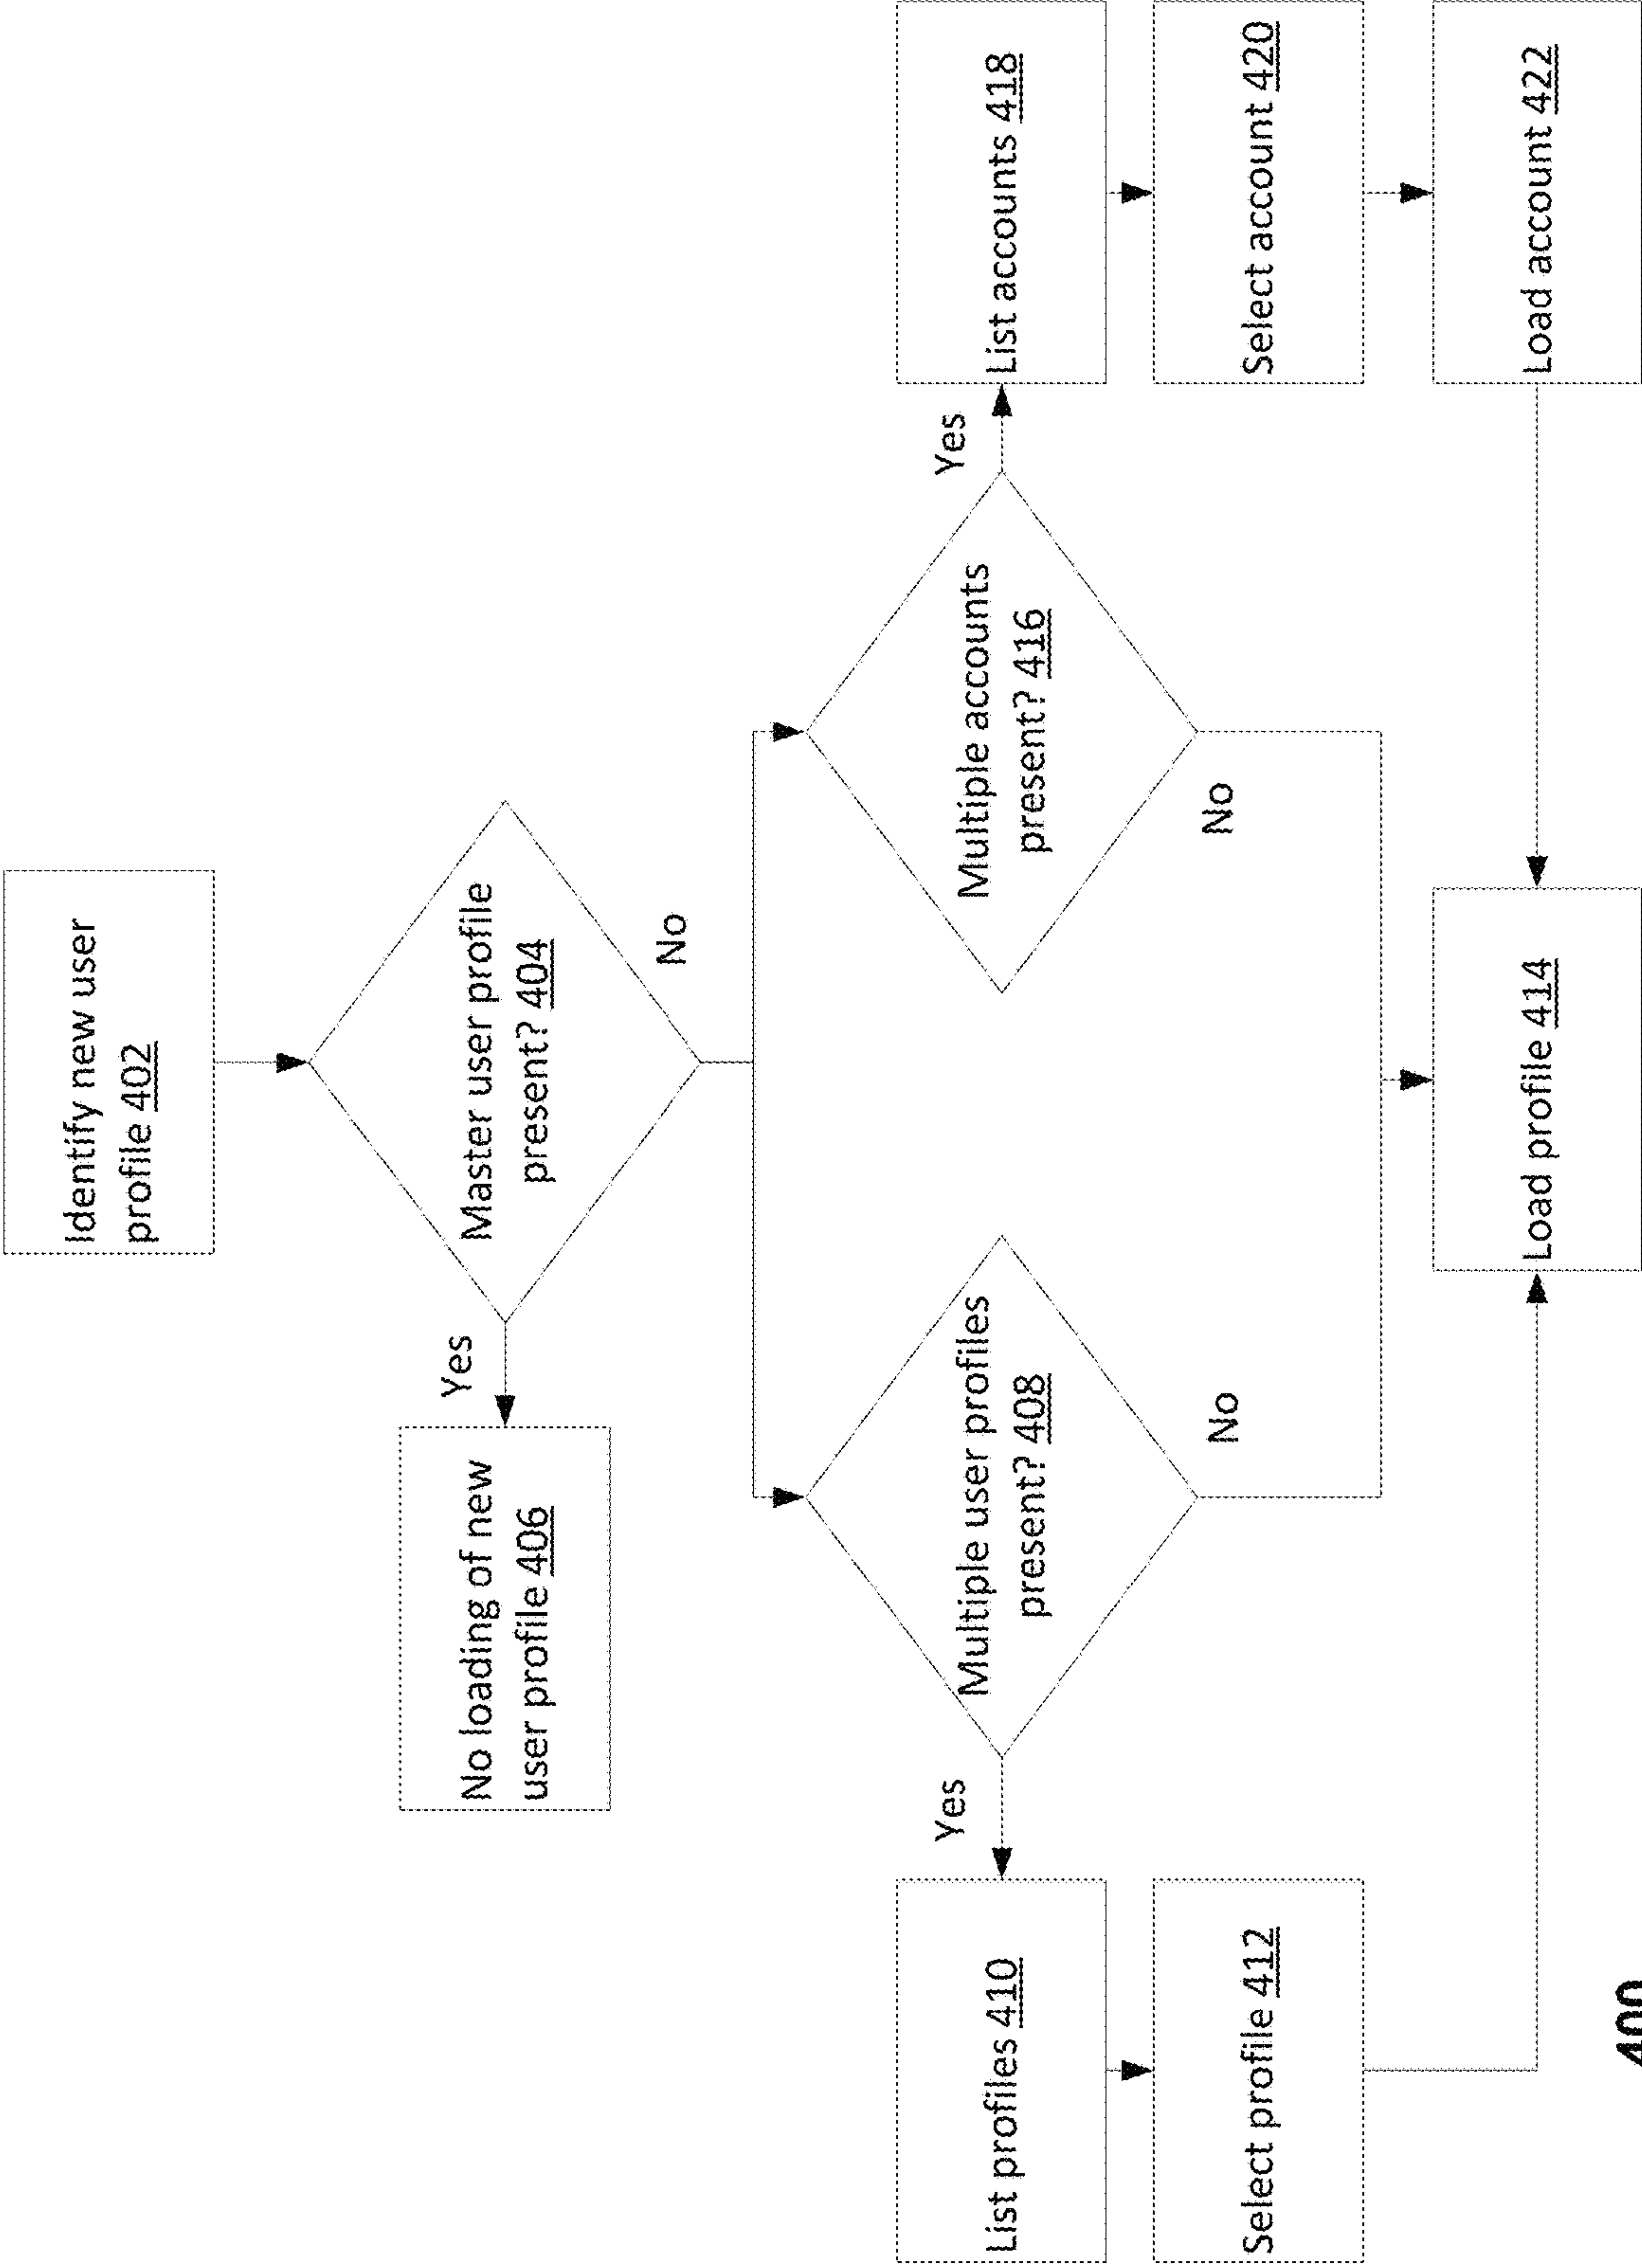 Identify new user
profile 402
Master user profile
present? 404
Yes
No
No loading of new
user profile 406
Multiple user profiles
present? 408
Yes
No
List profiles 410
Select profile 412
Multiple accounts
present? 416
Yes
No
List accounts 418
Select account 420
Load account 422
Load profile 414
400